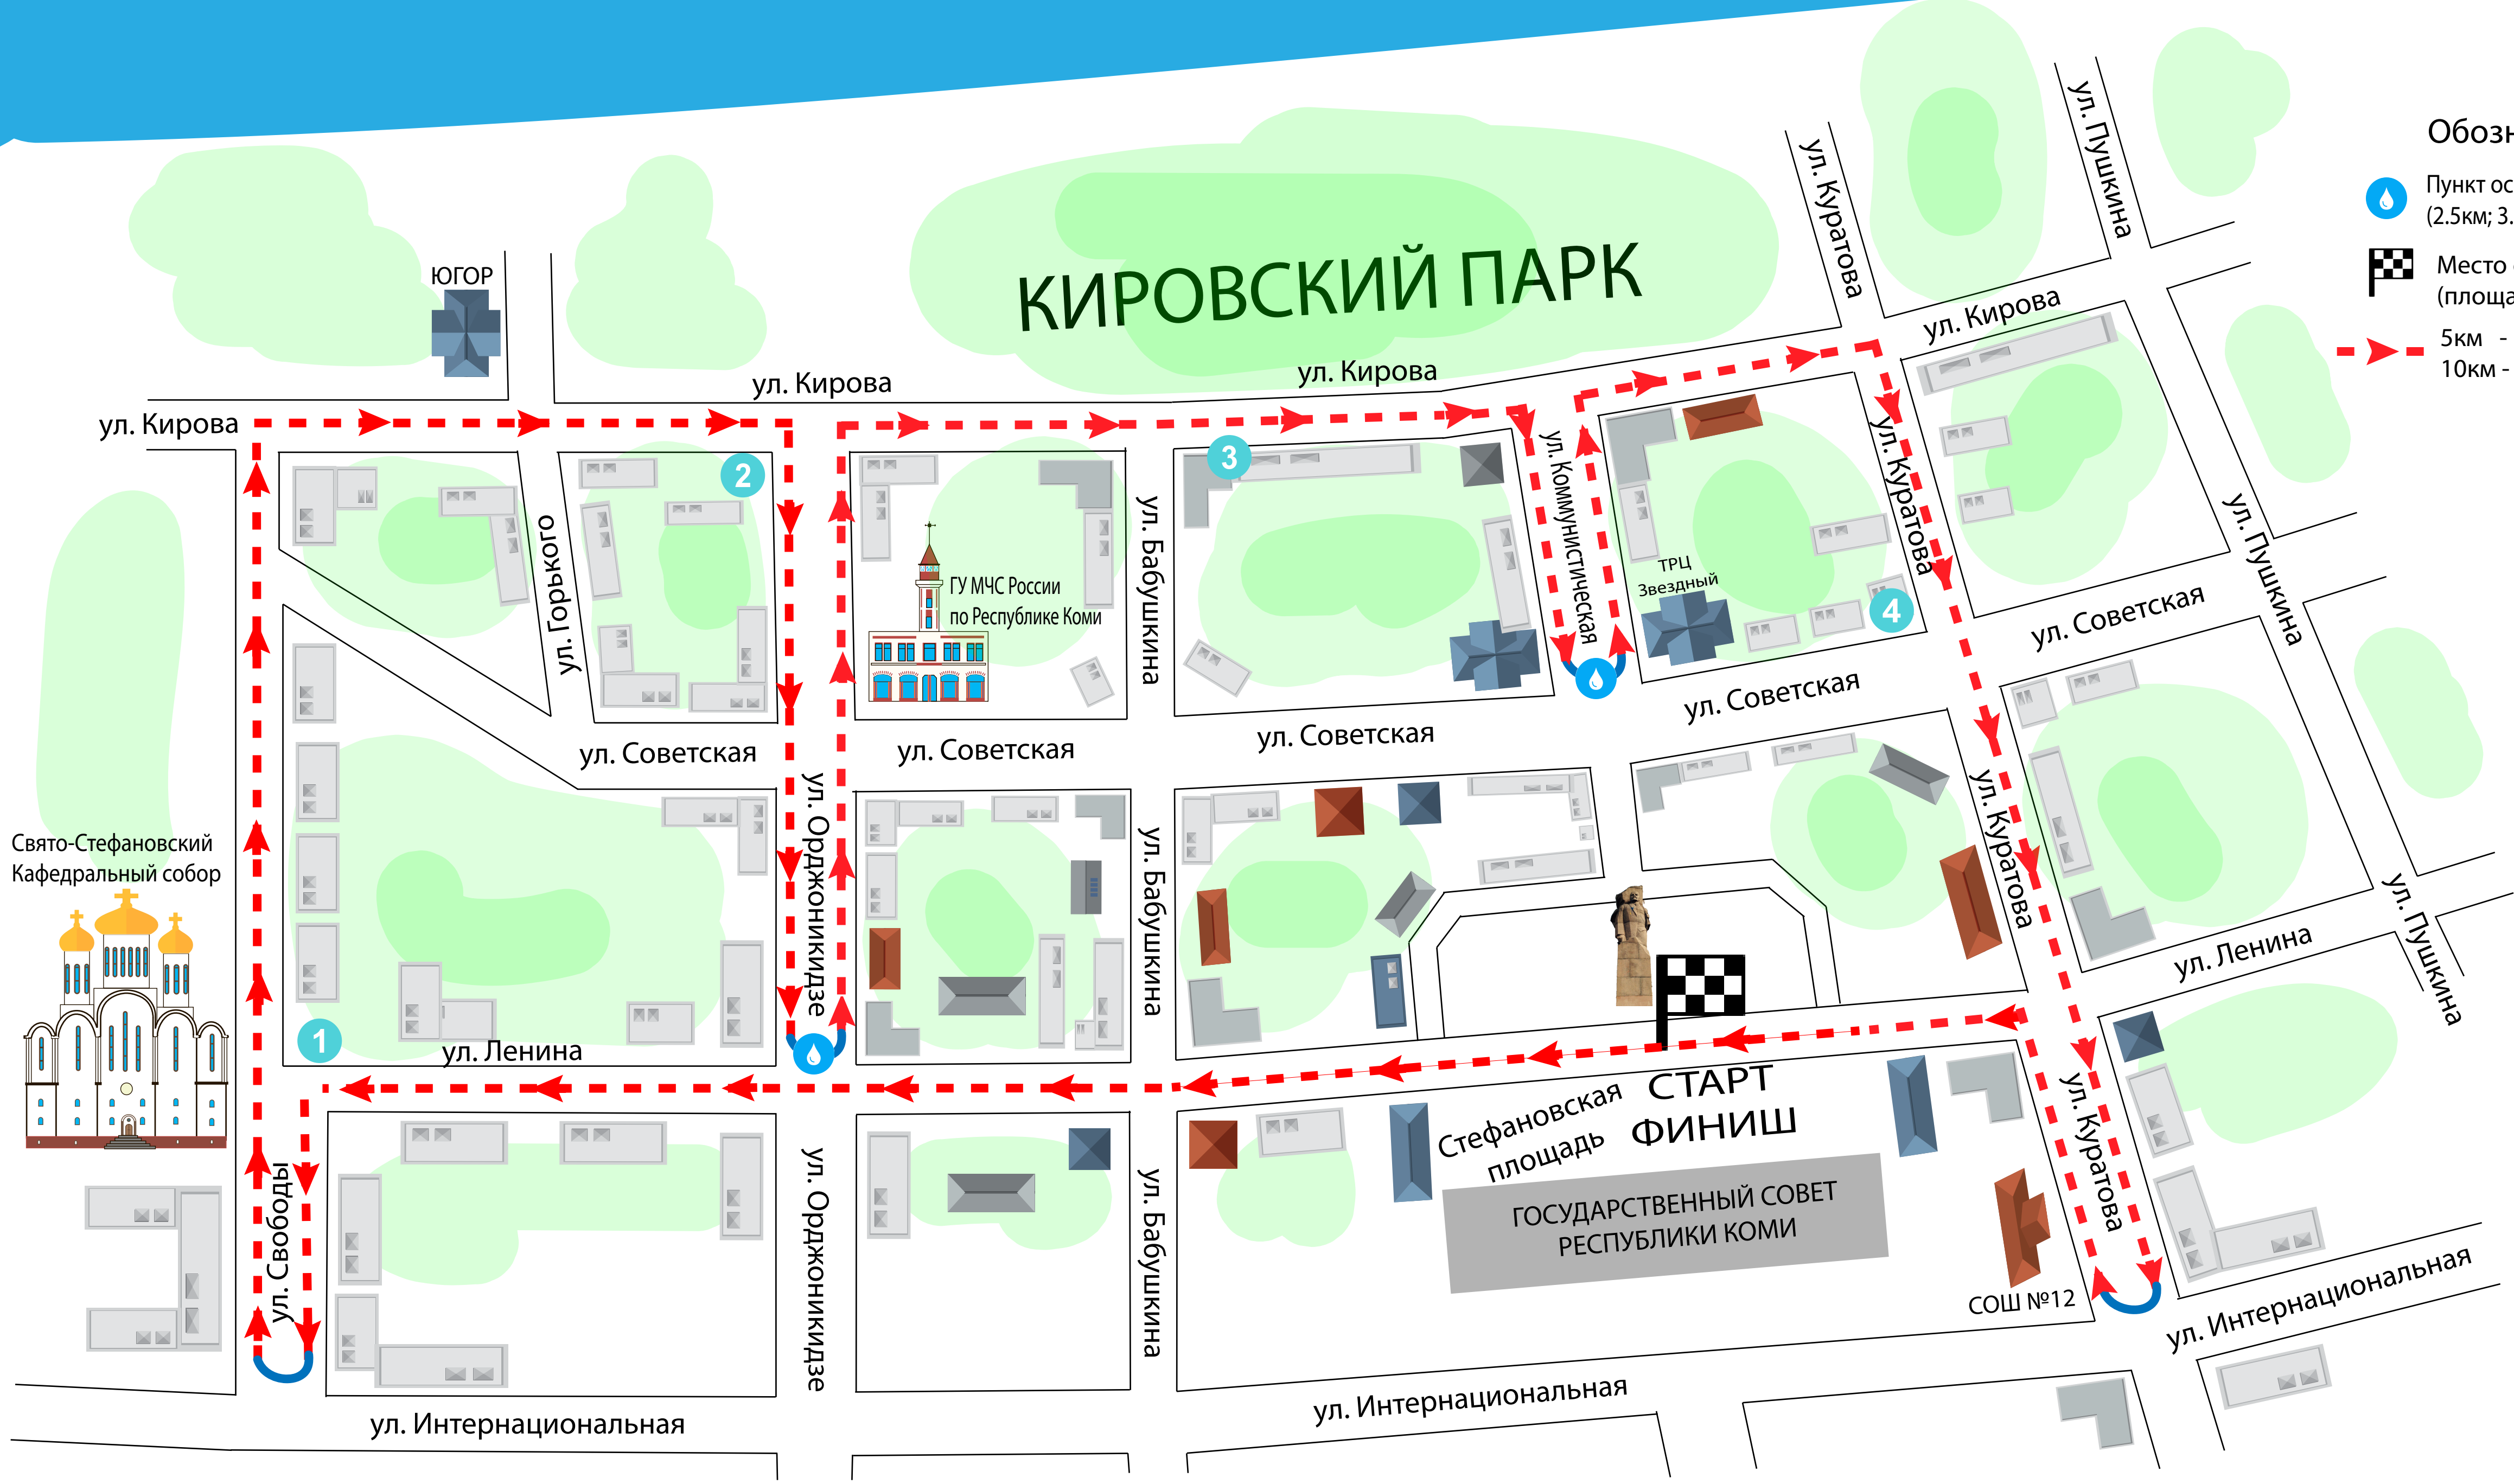 ул. Пушкина
Обозн
ул. Куратова
Пункт ос
(2.5км; 3.
ЮГОР
КИРОВСКИЙ ПАРК
Место
(площа
ул. Кирова
5км -
10км -
ул. Кирова
ул. Кирова
ул. Кирова
2
3
ул. Коммунистическая
ул. Куратова
ул. Горького
ул. Бабушкина
ГУ МЧС России
по Республике Коми
ТРЦ
Звездный
4
ул. Пушкина
ул. Советская
ул. Советская
ул. Советская
ул. Советская
ул. Советская
ул. Орджоникидзе
ул. Бабушкина
ул. Куратова
Свято-Стефановский
Кафедральный собор
ул. Пушкина
ул. Ленина
1
ул. Ленина
СТАРТ
ФИНИШ
Стефановская
площадь
ул. Куратова
ул. Свободы
ул. Орджоникидзе
ул. Бабушкина
ГОСУДАРСТВЕННЫЙ СОВЕТ
РЕСПУБЛИКИ КОМИ
СОШ №12
ул. Интернациональная
ул. Интернациональная
ул. Интернациональная